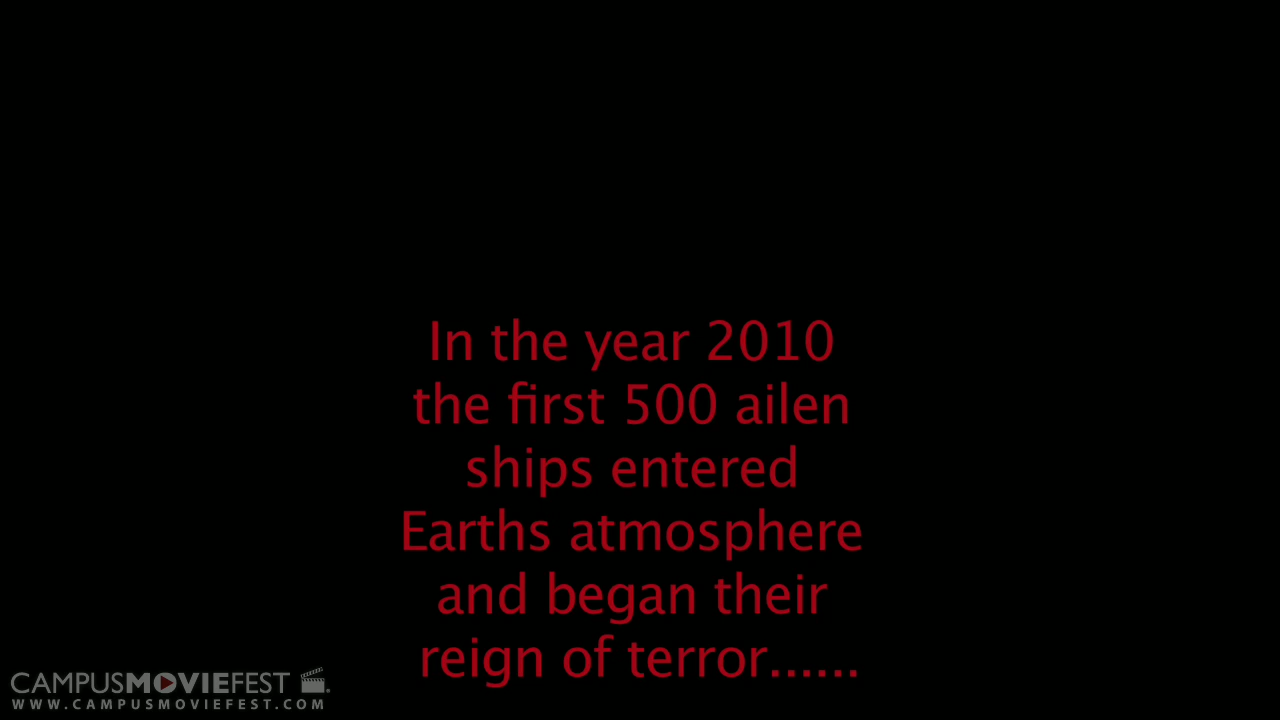 In the year 2010
the first 500 ailen
ships entered
Earths atmosphere
and began their
reign of terror......
CAMPUSMOVIEFEST
WWW.CAMPUSMOVIEFEST.COM